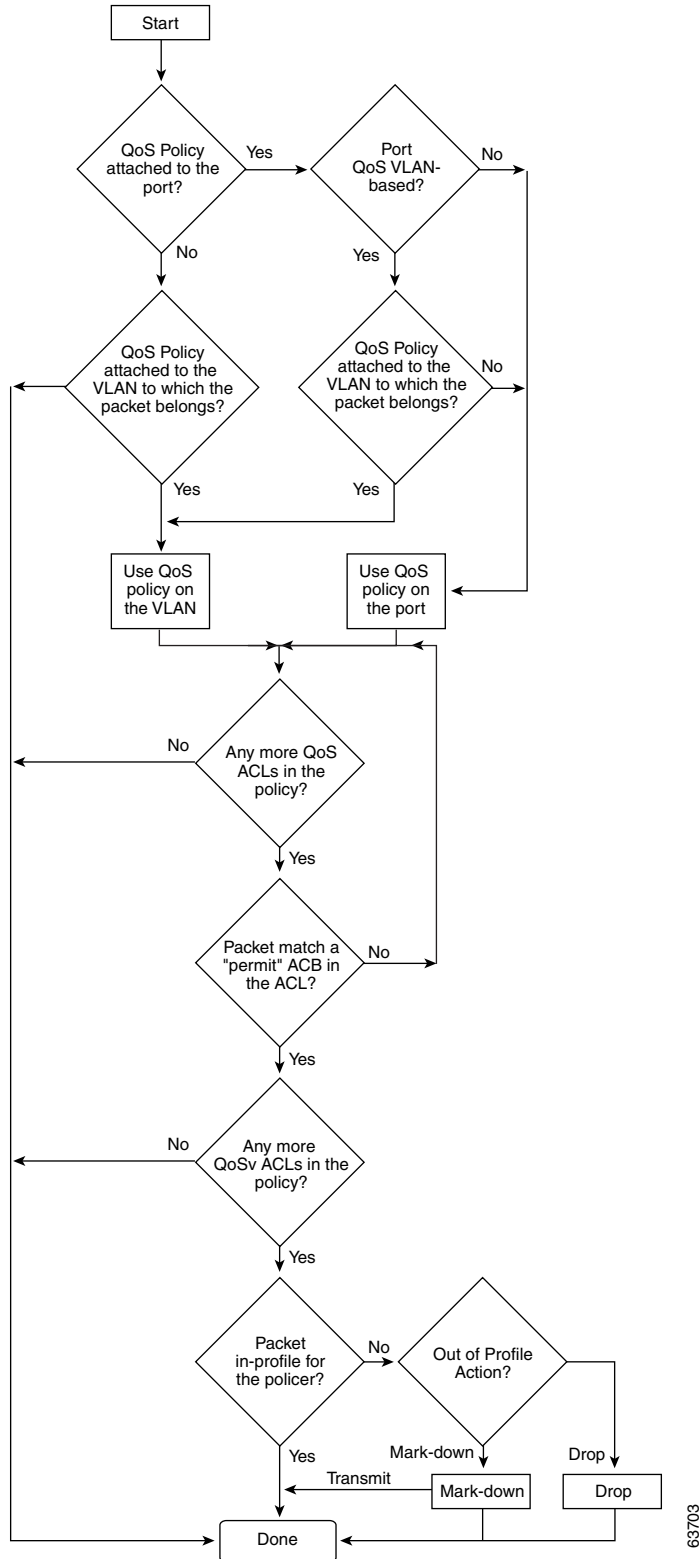 Start
QoS Policy
attached to the
port?
Yes
Port
QoS VLAN-
based?
No
No
Yes
QoS Policy
attached to the
VLAN to which the
packet belongs?
QoS Policy
attached to the
VLAN to which the
packet belongs?
No
Yes
Yes
Use QoS
policy on
the VLAN
Use QoS
policy on
the port
No
Any more QoS
ACLs in the
policy?
Yes
Packet match a
"permit" ACB in
the ACL?
No
Yes
No
Any more
QoSv ACLs in the
policy?
Yes
Packet
in-profile for
the policer?
No
Out of Profile
Action?
Yes
Mark-down
Drop
Transmit
Mark-down
Drop
Done
63703